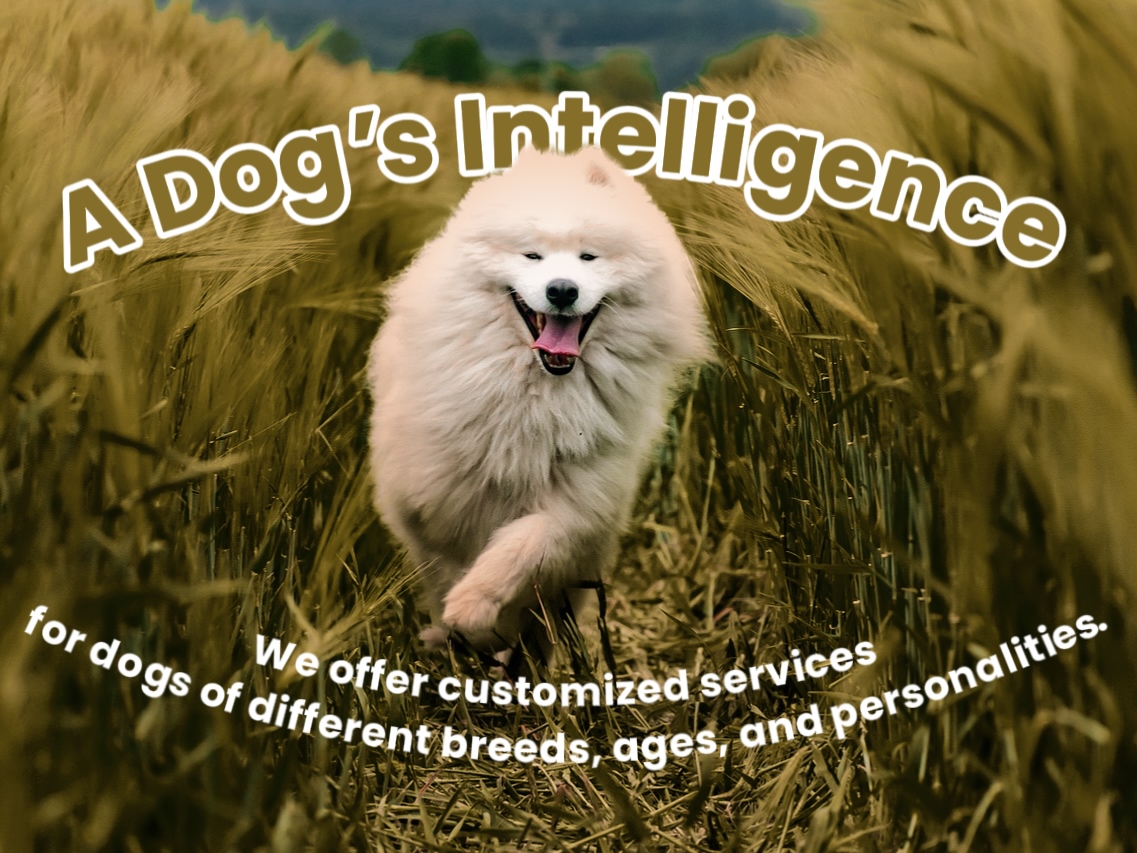 A Dog’s Intelligence
We offer customized services
for dogs of different breeds, ages, and personalities.